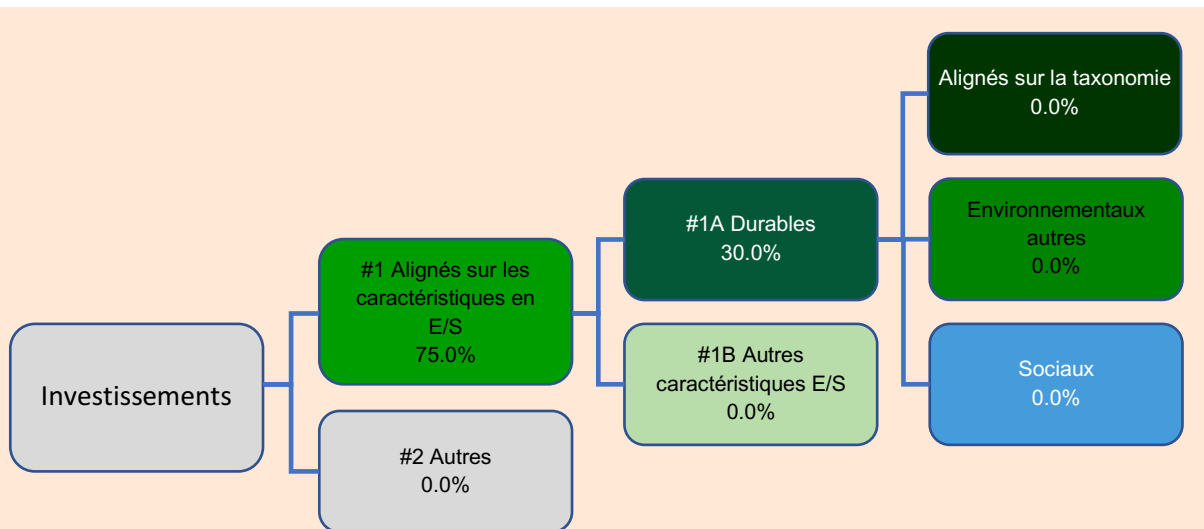 Investissements
#1 Alignés sur les
caractéristiques en
E/S
75.0%
#2 Autres
0.0%
#1A Durables
30.0%
#1B Autres
caractéristiques E/S
0.0%
Alignés sur la taxonomie
0.0%
Environnementaux
autres
0.0%
Sociaux
0.0%